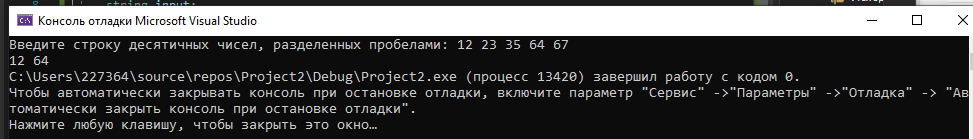 string input;
Консоль отладки Microsoft Visual Studio
Введите строку десятичных чисел, разделенных пробелами: 12 23 35 64 67
12 64
C:\Users\227364\source\repos\Project2\Debug\Project2.exe (процесс 13420) завершил работу с кодом 0.
Чтобы автоматически закрывать консоль при остановке отладки, включите параметр "Сервис" ->"Параметры" ->"Отладка" -> "Ав
томатически закрыть консоль при остановке отладки".
Нажмите любую клавишу, чтобы закрыть это окно…